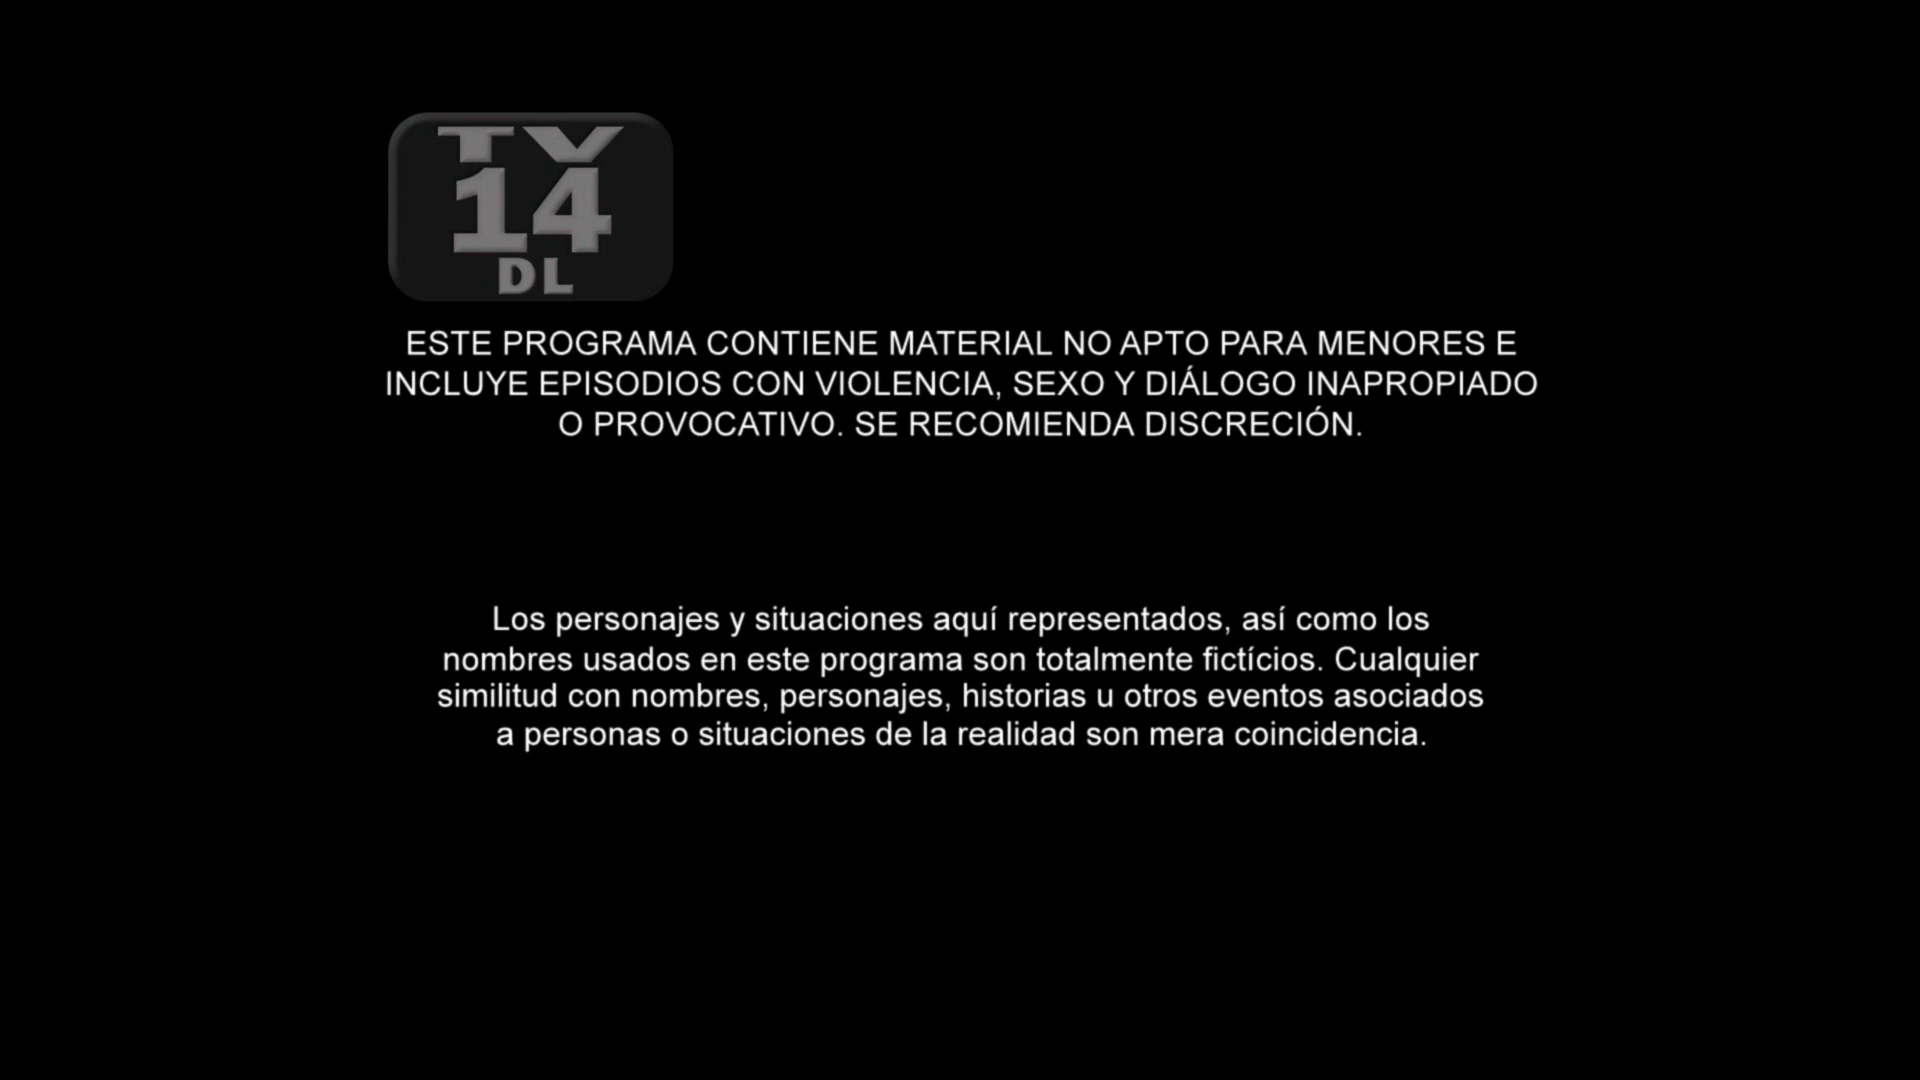 TV
14
DL
ESTE PROGRAMA CONTIENE MATERIAL NO APTO PARA MENORES E
INCLUYE EPISODIOS CON VIOLENCIA, SEXO Y DIÁLOGO INAPROPIADO
O PROVOCATIVO. SE RECOMIENDA DISCRECIÓN.
Los personajes y situaciones aquí representados, así como los
nombres usados en este programa son totalmente fictícios. Cualquier
similitud con nombres, personajes, historias u otros eventos asociados
a personas o situaciones de la realidad son mera coincidencia.